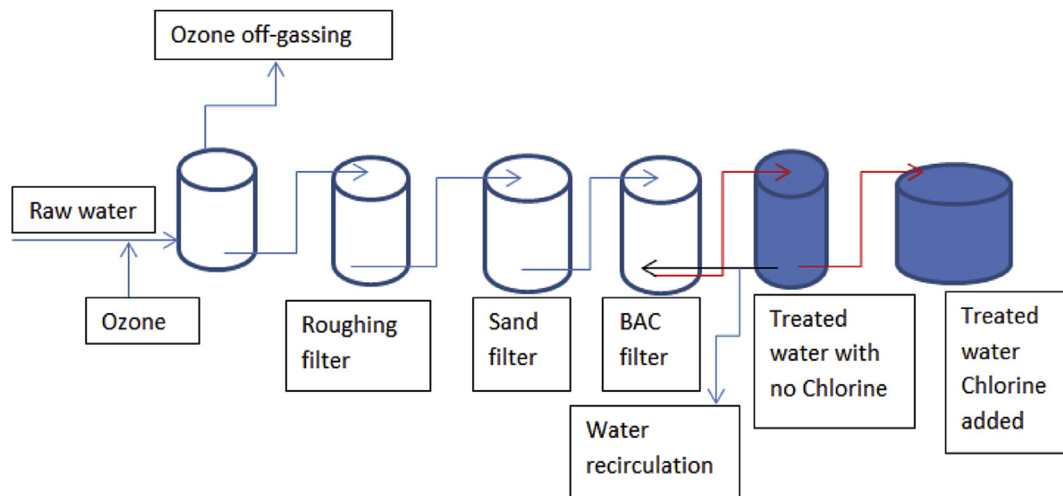 Ozone off-gassing
Raw water
Ozone
Roughing
filter
Sand
filter
BAC
filter
Treated
water with
no Chlorine
Treated
water
Chlorine
added
Water
recirculation